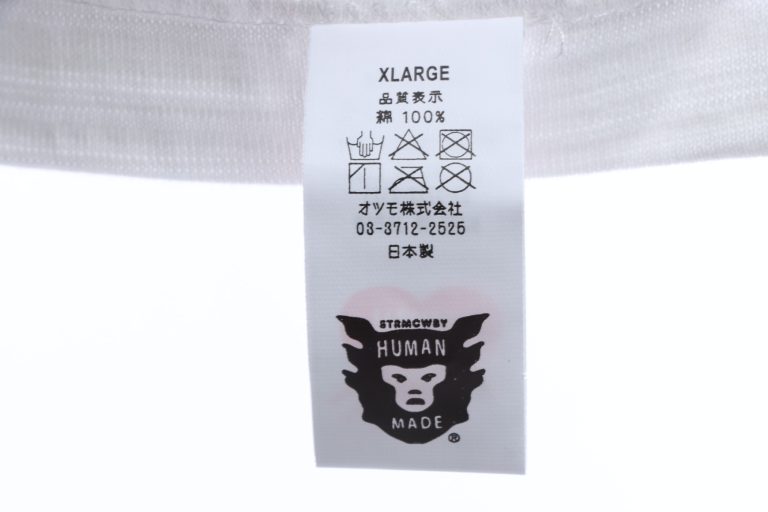 XLARGE
品質表示
綿 100%
オツモ株式会社
03-3712-2525
日本製
STRMCWBY
HUMAN
MADE
®